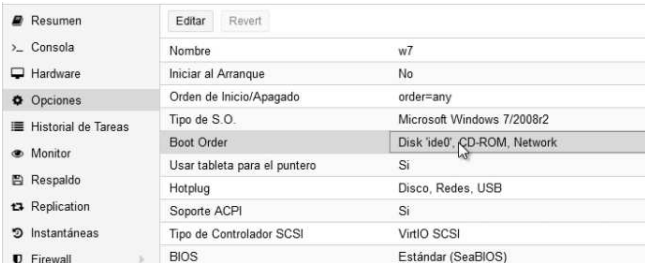 Resumen
Editar Revert
>_ Consola
Nombre w7
Hardware
Iniciar al Arranque No
Opciones
Orden de Inicio/Apagado order=any
Historial de Tareas
Tipo de S.O. Microsoft Windows 7/2008r2
Monitor
Boot Order Disk 'ide0', CD-ROM, Network
Usar tableta para el puntero Si
Respaldo
Hotplug Disco, Redes, USB
Replication
Soporte ACPI Si
Instantáneas
Tipo de Controlador SCSI VirtIO SCSI
Firewall
BIOS Estándar (SeaBIOS)